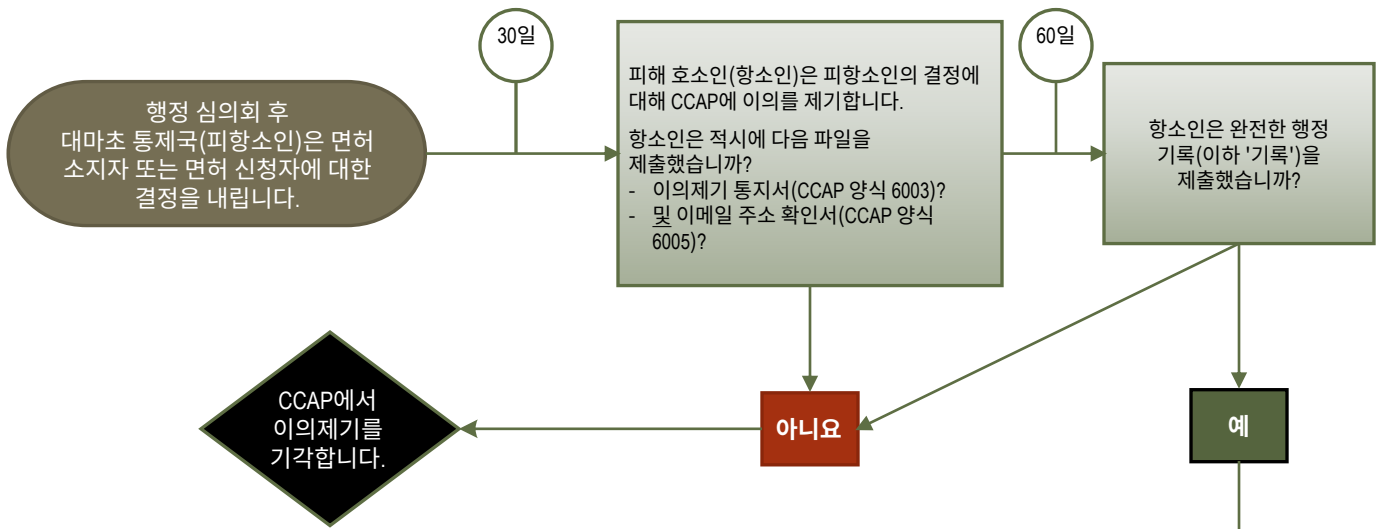 30일
60일
행정 심의회 후
대마초 통제국(피항소인)은 면허
소지자 또는 면허 신청자에 대한
결정을 내립니다.
피해 호소인(항소인)은 피항소인의 결정에
대해 CCAP에 이의를 제기합니다.
항소인은 적시에 다음 파일을
제출했습니까?
- 이의제기 통지서(CCAP 양식 6003)?
- 및 이메일 주소 확인서(CCAP 양식
6005)?
항소인은 완전한 행정
기록(이하 '기록')을
제출했습니까?
CCAP에서
이의제기를
기각합니다.
아니요
예